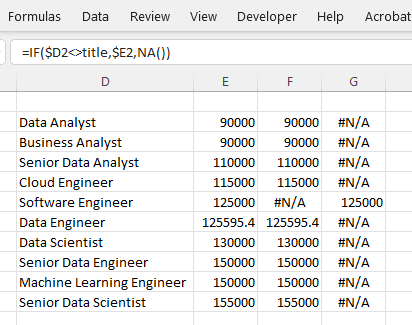 Formulas Data Review View Developer Help Acrobat
=IF($D2<>title,$E2,NA())
D E F G
Data Analyst 90000 90000 #N/A
Business Analyst 90000 90000 #N/A
Senior Data Analyst 110000 110000 #N/A
Cloud Engineer 115000 115000 #N/A
Software Engineer 125000 #N/A 125000
Data Engineer 125595.4 125595.4 #N/A
Data Scientist 130000 130000 #N/A
Senior Data Engineer 150000 150000 #N/A
Machine Learning Engineer 150000 150000 #N/A
Senior Data Scientist 155000 155000 #N/A